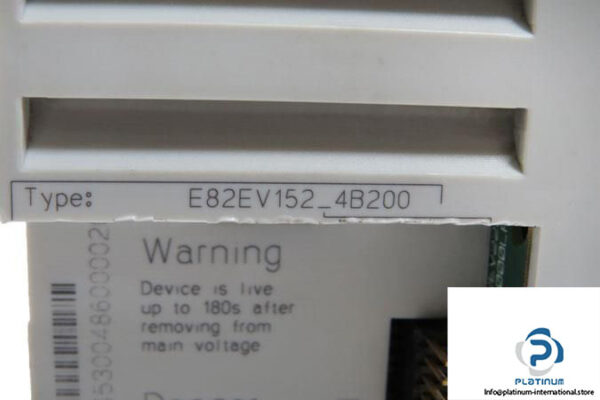 Type: E82EV152_4B200
Warning
Device is live
up to 180s after
removing from
main voltage
PLATINUM
info@platinum-international.store